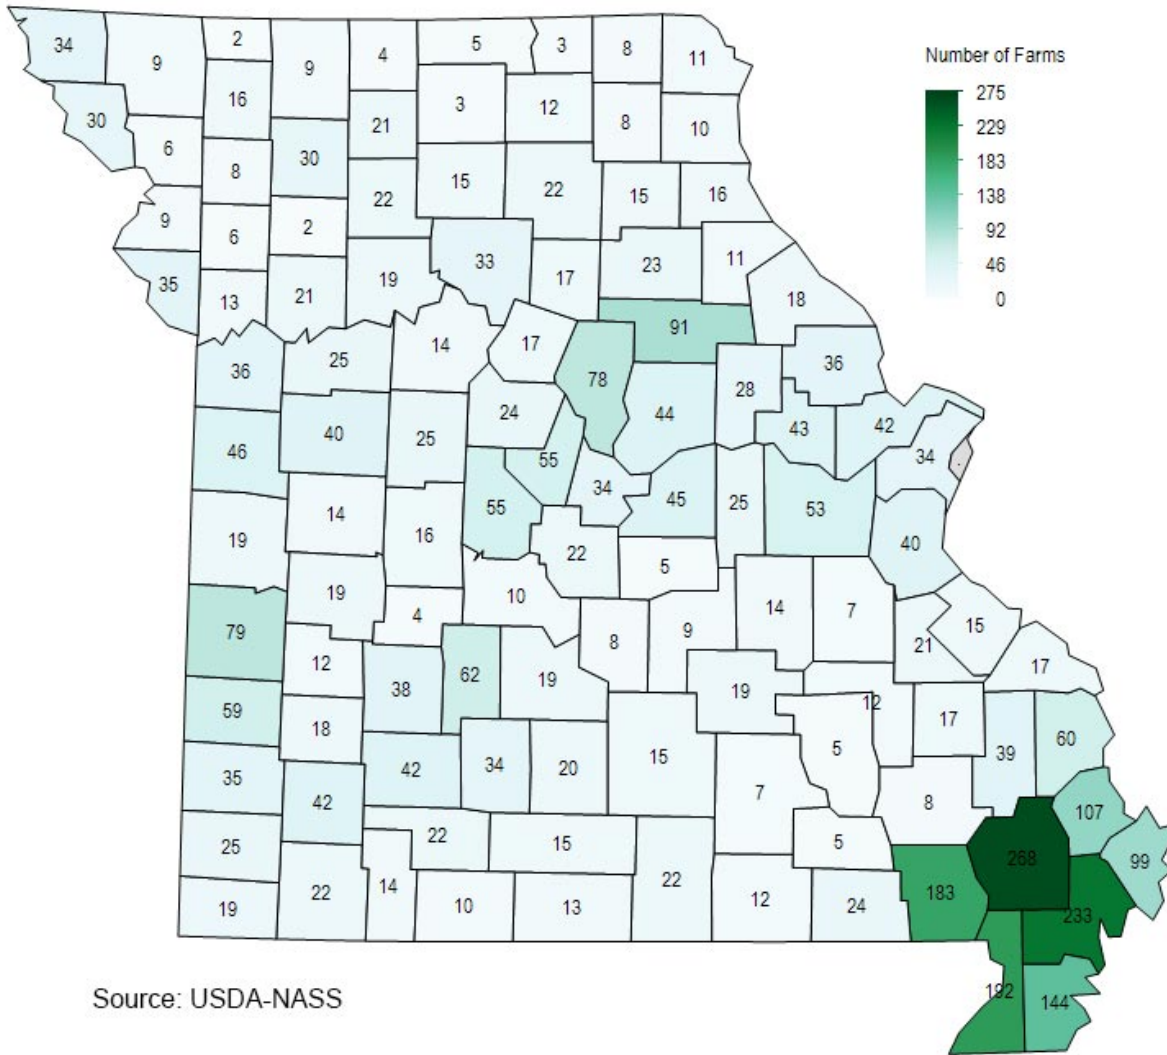 Number of Farms
275
229
183
138
92
46
0
34 9 2 9 4 5 3 8 11
30 16 21 3 12 8 10
6 8 30
15 22 15 16
9 6 2 22
35 13 21 19 33 17 23 11 18
36 25 14 17 78 91 28 36
46 40 25 24 55 44 43 42 34
19 14 16 55 34 45 25 53 40
79 19 4 10 22 5 14 7 21 15
12 38 62 19 8 9 19 12 17 17
59 18
35 42 42 34 20 15 7 5 8 39 60
25 22 15 5 268 107 99
19 22 14 10 13 22 12 24 183 233
192 144
Source: USDA-NASS